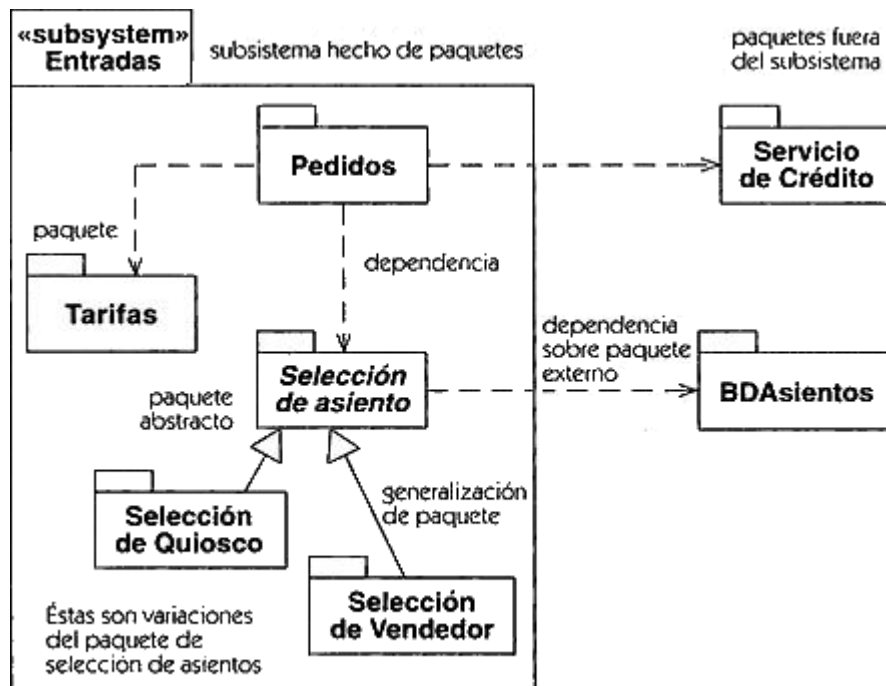 «subsystem»
Entradas
subsistema hecho de paquetes
paquetes fuera
del subsistema
Pedidos
Servicio
de Crédito
paquete
dependencia
Tarifas
dependencia
sobre paquete
externo
Selección
de asiento
BDAsientos
paquete
abstracto
generalización
de paquete
Selección
de Quiosco
Selección
de Vendedor
Éstas son variaciones
del paquete de
selección de asientos